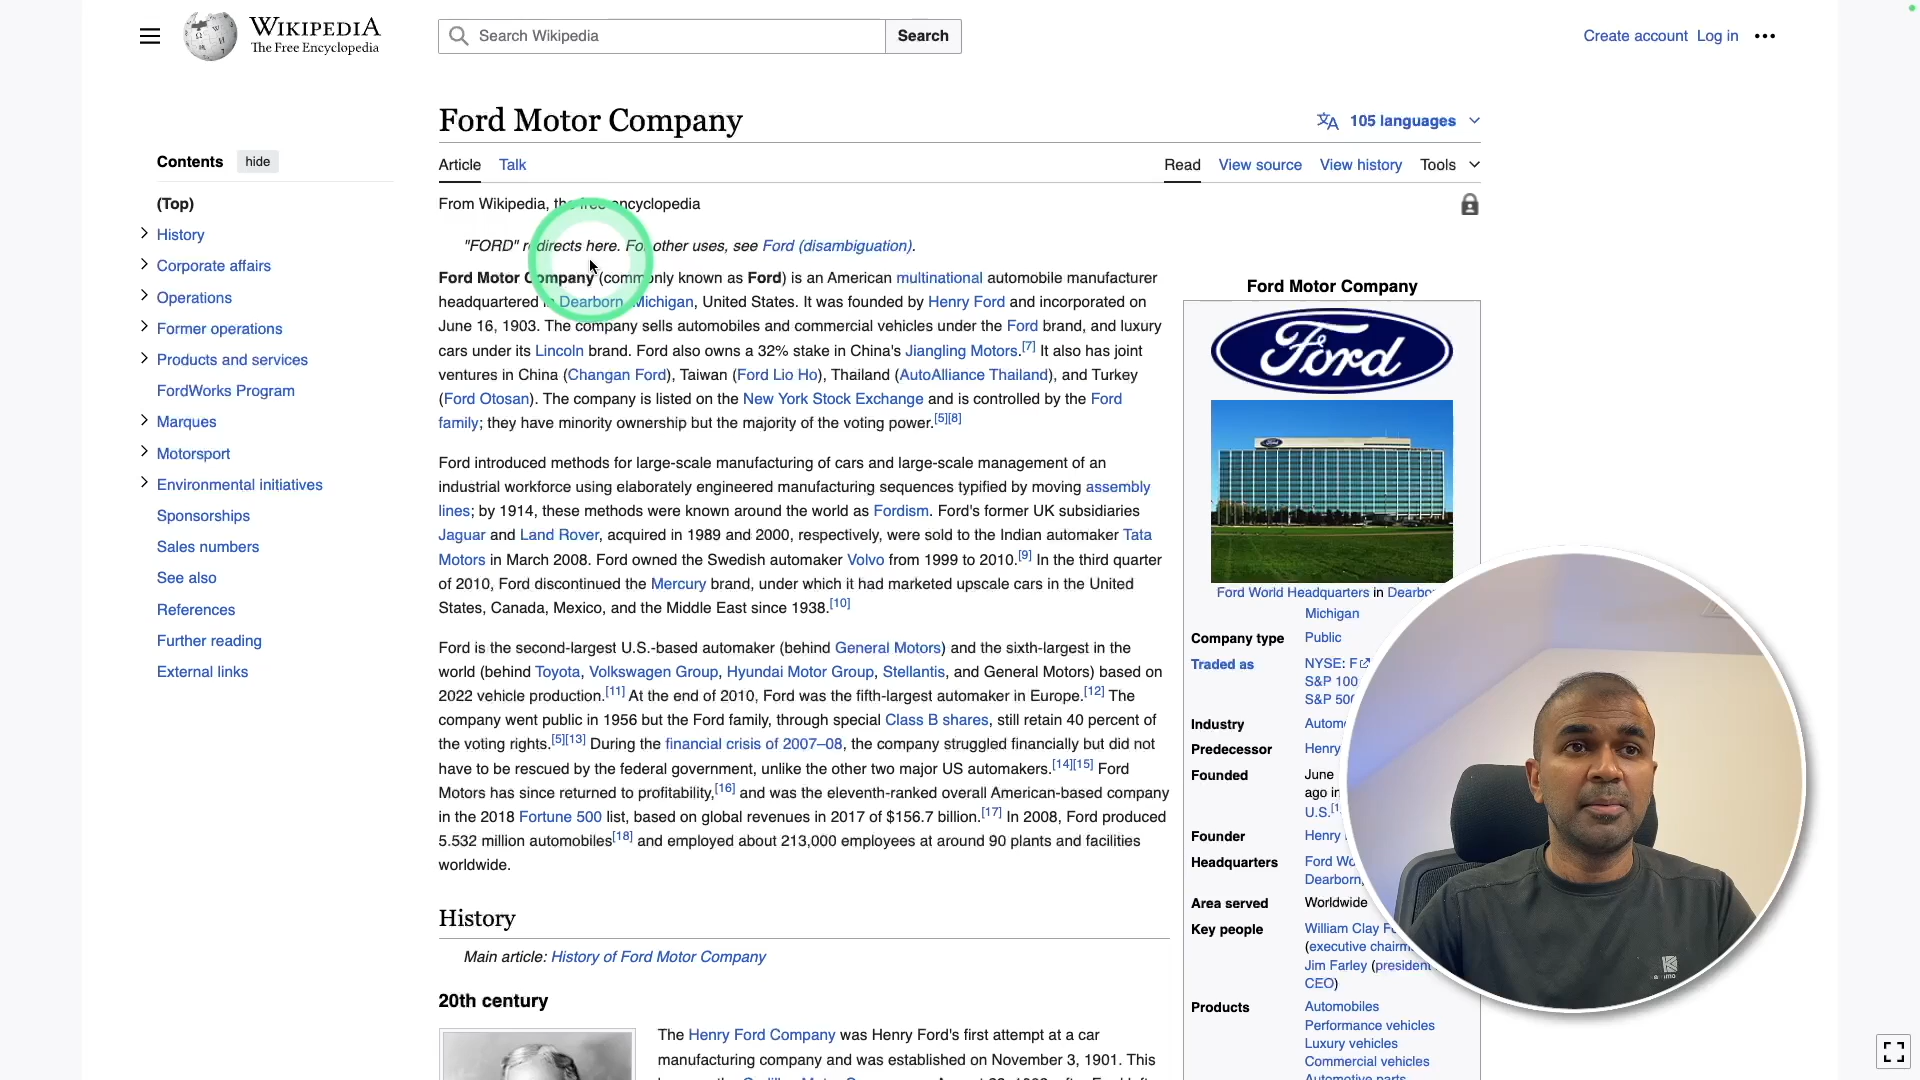 WIKIPEDIA
The Free Encyclopedia
Search Wikipedia
Search
Create account Log in
Ford Motor Company
105 languages
Article Talk
Read View source View history Tools
Contents hide
(Top)
History
Corporate affairs
Operations
Former operations
Products and services
FordWorks Program
Marques
Motorsport
Environmental initiatives
Sponsorships
Sales numbers
See also
References
Further reading
External links
From Wikipedia, the free encyclopedia
"FORD" redirects here. For other uses, see Ford (disambiguation).
Ford Motor Company (commonly known as Ford) is an American multinational automobile manufacturer
headquartered in Dearborn, Michigan, United States. It was founded by Henry Ford and incorporated on
June 16, 1903. The company sells automobiles and commercial vehicles under the Ford brand, and luxury
cars under its Lincoln brand. Ford also owns a 32% stake in China's Jiangling Motors.[7] It also has joint
ventures in China (Changan Ford), Taiwan (Ford Lio Ho), Thailand (AutoAlliance Thailand), and Turkey
(Ford Otosan). The company is listed on the New York Stock Exchange and is controlled by the Ford
family; they have minority ownership but the majority of the voting power.[5][8]
Ford introduced methods for large-scale manufacturing of cars and large-scale management of an
industrial workforce using elaborately engineered manufacturing sequences typified by moving assembly
lines; by 1914, these methods were known around the world as Fordism. Ford's former UK subsidiaries
Jaguar and Land Rover, acquired in 1989 and 2000, respectively, were sold to the Indian automaker Tata
Motors in March 2008. Ford owned the Swedish automaker Volvo from 1999 to 2010.[9] In the third quarter
of 2010, Ford discontinued the Mercury brand, under which it had marketed upscale cars in the United
States, Canada, Mexico, and the Middle East since 1938.[10]
Ford is the second-largest U.S.-based automaker (behind General Motors) and the sixth-largest in the
world (behind Toyota, Volkswagen Group, Hyundai Motor Group, Stellantis, and General Motors) based on
2022 vehicle production.[11] At the end of 2010, Ford was the fifth-largest automaker in Europe.[12] The
company went public in 1956 but the Ford family, through special Class B shares, still retain 40 percent of
the voting rights.[5][13] During the financial crisis of 2007–08, the company struggled financially but did not
have to be rescued by the federal government, unlike the other two major US automakers.[14][15] Ford
Motors has since returned to profitability,[16] and was the eleventh-ranked overall American-based company
in the 2018 Fortune 500 list, based on global revenues in 2017 of $156.7 billion.[17] In 2008, Ford produced
5.532 million automobiles[18] and employed about 213,000 employees at around 90 plants and facilities
worldwide.
History
Main article: History of Ford Motor Company
20th century
The Henry Ford Company was Henry Ford's first attempt at a car
manufacturing company and was established on November 3, 1901. This
Ford Motor Company
Ford
Ford
Ford World Headquarters in
Michigan
Company type Public
Traded as NYSE: F
S&P 100
S&P
Industry
Predecessor Henry
Founded June
ago in
U.S.
Founder Henry
Headquarters Ford
Dearborn,
Area served Worldwide
Key people William Clay
(executive
Jim Farley (president
CEO)
Products Automobiles
Performance vehicles
Luxury vehicles
Commercial vehicles